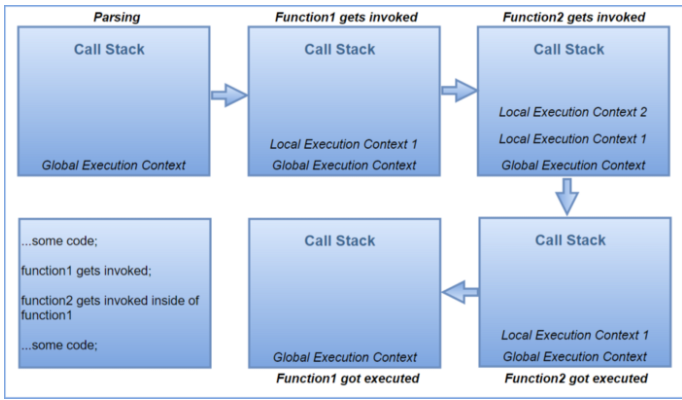 Parsing
Call Stack
Global Execution Context
Function1 gets invoked
Call Stack
Local Execution Context 1
Global Execution Context
Function2 gets invoked
Call Stack
Local Execution Context 2
Local Execution Context 1
Global Execution Context
...some code;
function1 gets invoked;
function2 gets invoked inside of
function1
...some code;
Call Stack
Global Execution Context
Function1 got executed
Call Stack
Local Execution Context 1
Global Execution Context
Function2 got executed